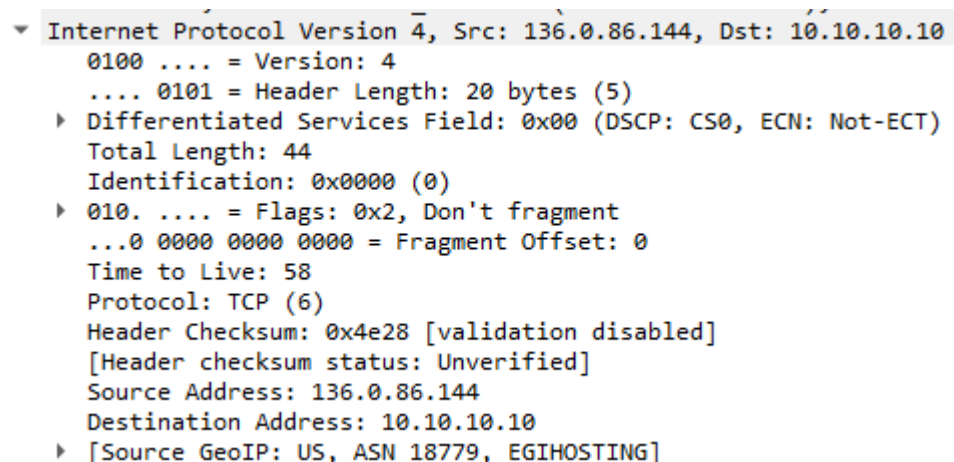 Internet Protocol Version 4, Src: 136.0.86.144, Dst: 10.10.10.10
0100 .... = Version: 4
.... 0101 = Header Length: 20 bytes (5)
Differentiated Services Field: 0x00 (DSCP: CS0, ECN: Not-ECT)
Total Length: 44
Identification: 0x0000 (0)
010. .... = Flags: 0x2, Don't fragment
...0 0000 0000 0000 = Fragment Offset: 0
Time to Live: 58
Protocol: TCP (6)
Header Checksum: 0x4e28 [validation disabled]
[Header checksum status: Unverified]
Source Address: 136.0.86.144
Destination Address: 10.10.10.10
[Source GeoIP: US, ASN 18779, EGIHOSTING]